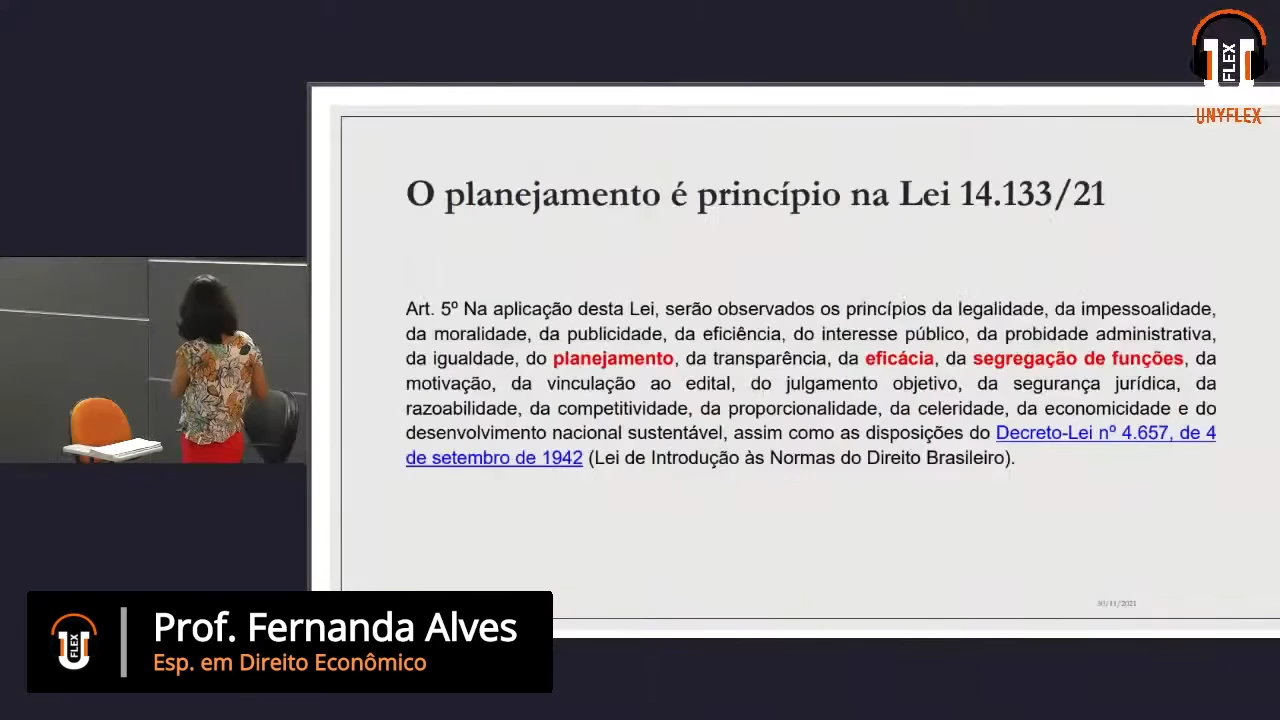 FLEX
UNYFLEX
O planejamento é princípio na Lei 14.133/21
Art. 5º Na aplicação desta Lei, serão observados os princípios da legalidade, da impessoalidade,
da moralidade, da publicidade, da eficiência, do interesse público, da probidade administrativa,
da igualdade, do planejamento, da transparência, da eficácia, da segregação de funções, da
motivação, da vinculação ao edital, do julgamento objetivo, da segurança jurídica, da
razoabilidade, da competitividade, da proporcionalidade, da celeridade, da economicidade e do
desenvolvimento nacional sustentável, assim como as disposições do Decreto-Lei nº 4.657, de 4
de setembro de 1942 (Lei de Introdução às Normas do Direito Brasileiro).
30/11/2021
FLEX
Prof. Fernanda Alves
Esp. em Direito Econômico